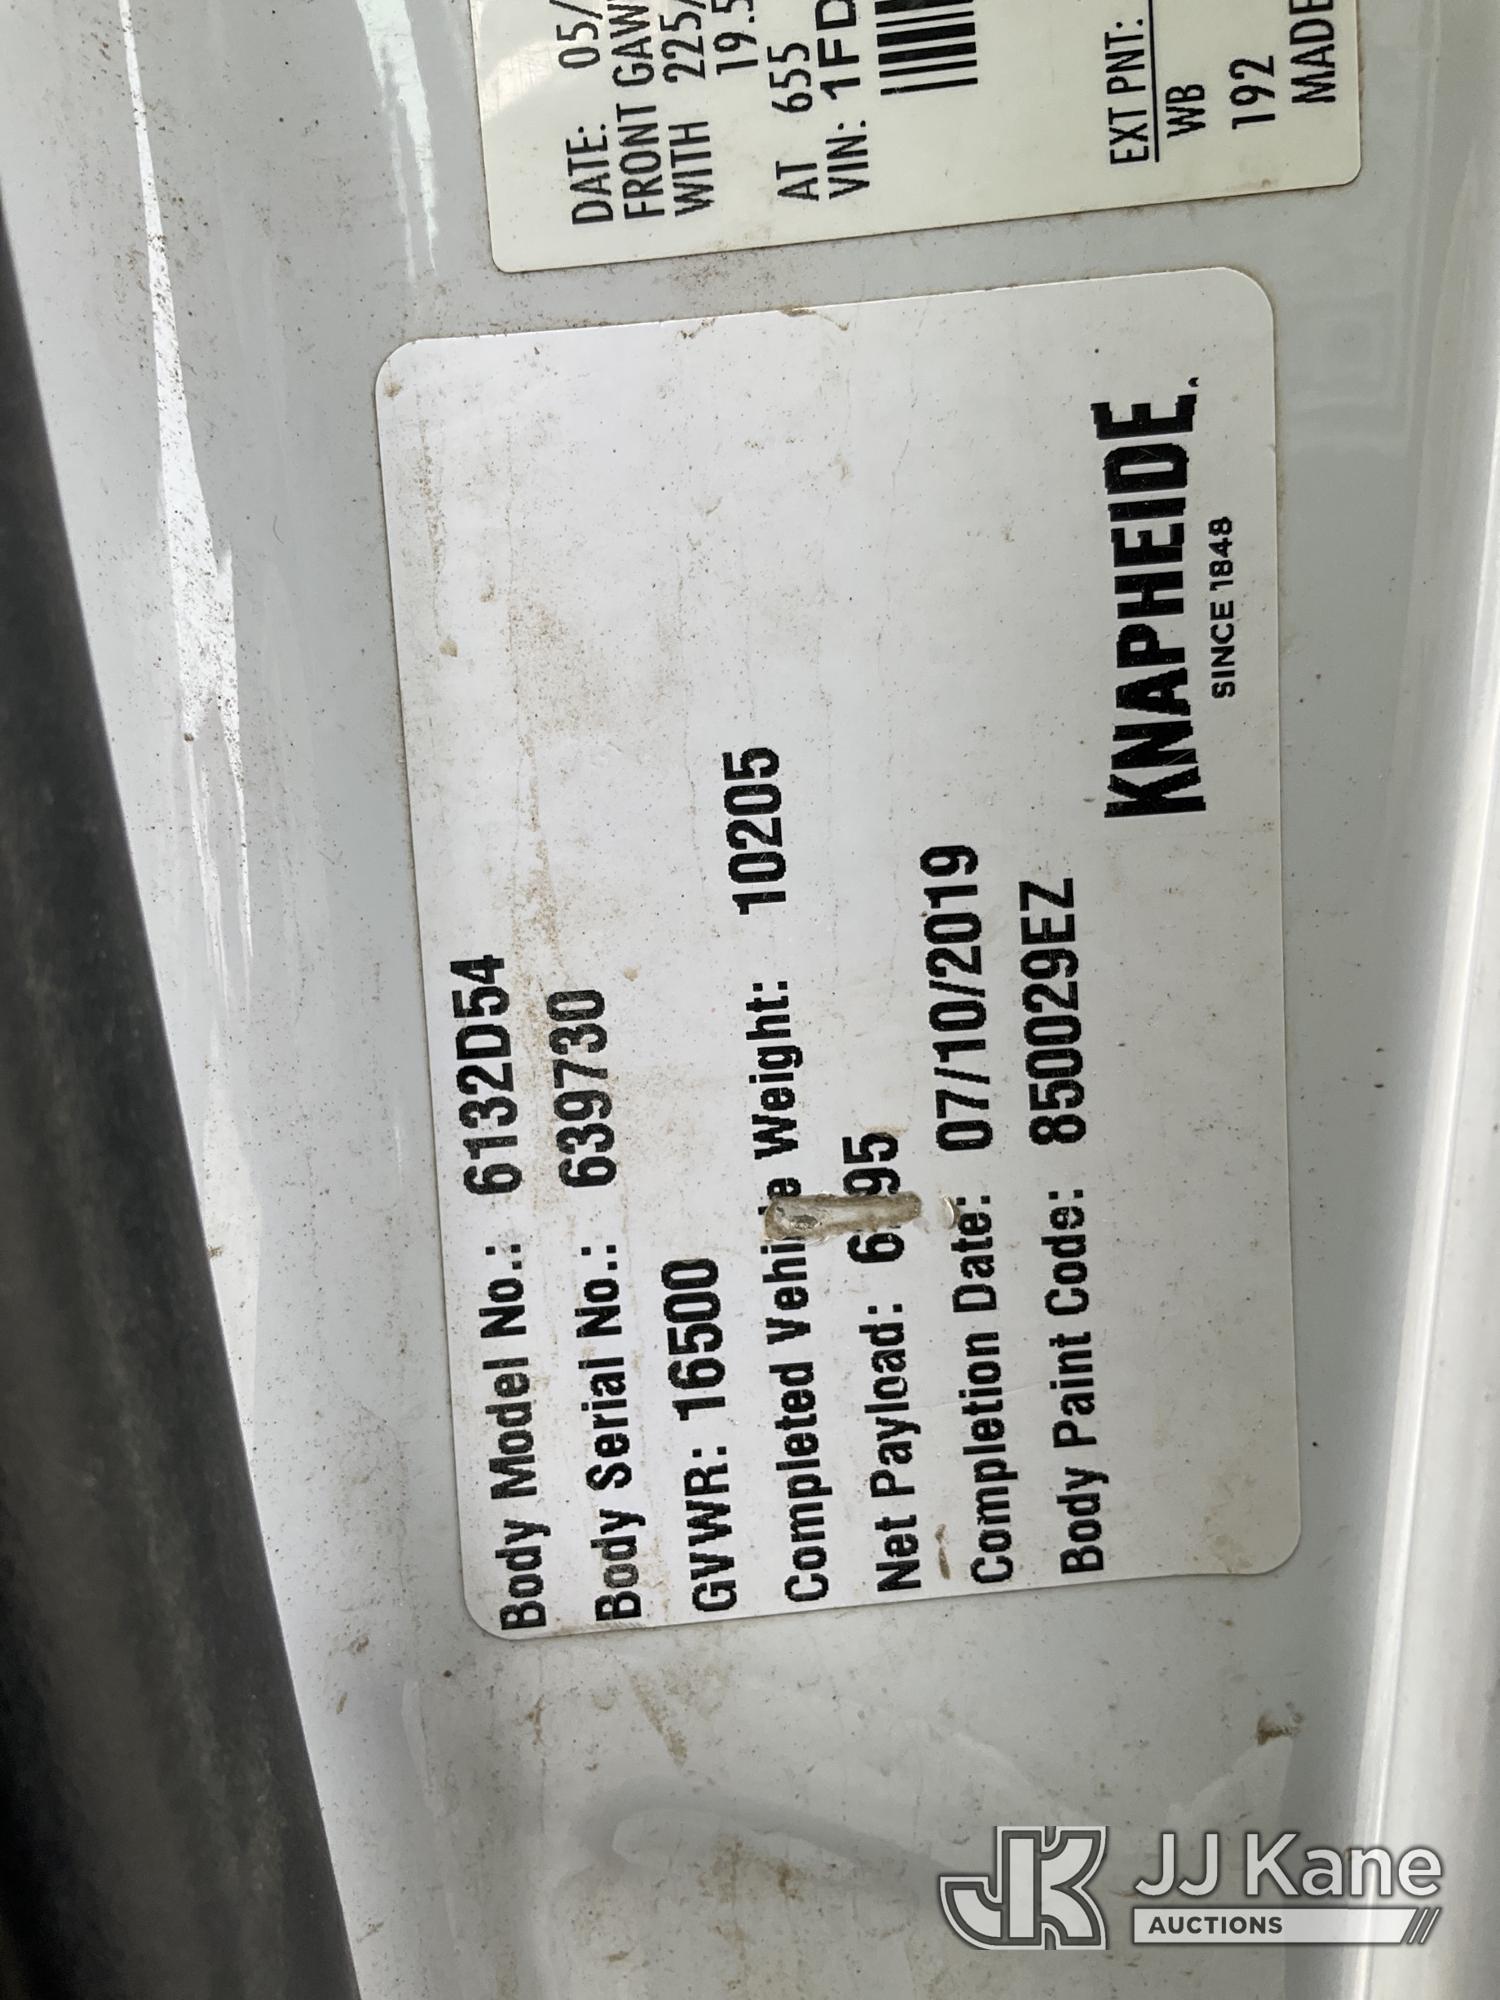 Body Model No.: 6132D54
Body Serial No.: 639730
GVWR: 16500
Completed Vehicle Weight: 10205
Net Payload:
Completion Date: 07/10/2019
Body Paint Code: 850029EZ
KNAPHEIDE.
SINCE 1848
DATE: 05/
FRONT GAW
WITH 225/
19.5
AT 655
VIN: 1FD
EXT PNT:
WB
192
MADE
JK JJ Kane
AUCTIONS